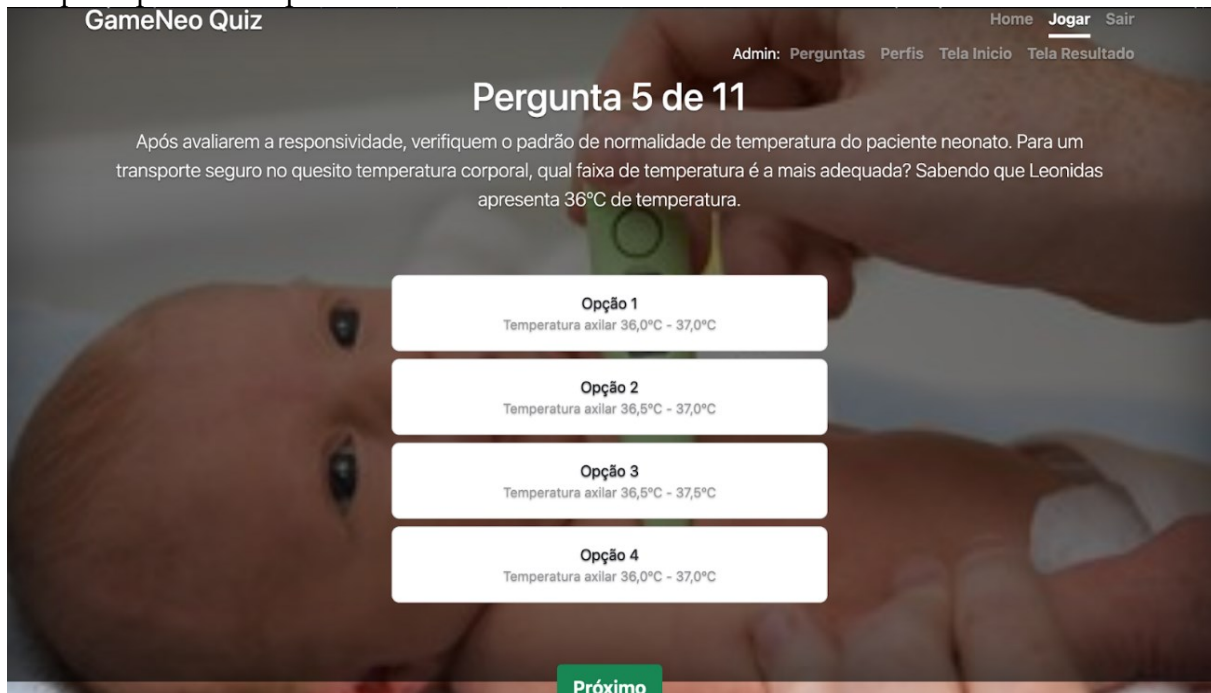 GameNeo Quiz
Home Jogar Sair
Admin: Perguntas Perfis Tela Inicio Tela Resultado
Pergunta 5 de 11
Após avaliarem a responsividade, verifiquem o padrão de normalidade de temperatura do paciente neonato. Para um
transporte seguro no quesito temperatura corporal, qual faixa de temperatura é a mais adequada? Sabendo que Leonidas
apresenta 36ºC de temperatura.
Opção 1
Temperatura axilar 36,0ºC - 37,0ºC
Opção 2
Temperatura axilar 36,5ºC - 37,0ºC
Opção 3
Temperatura axilar 36,5ºC - 37,5ºC
Opção 4
Temperatura axilar 36,0ºC - 37,0ºC
Próximo